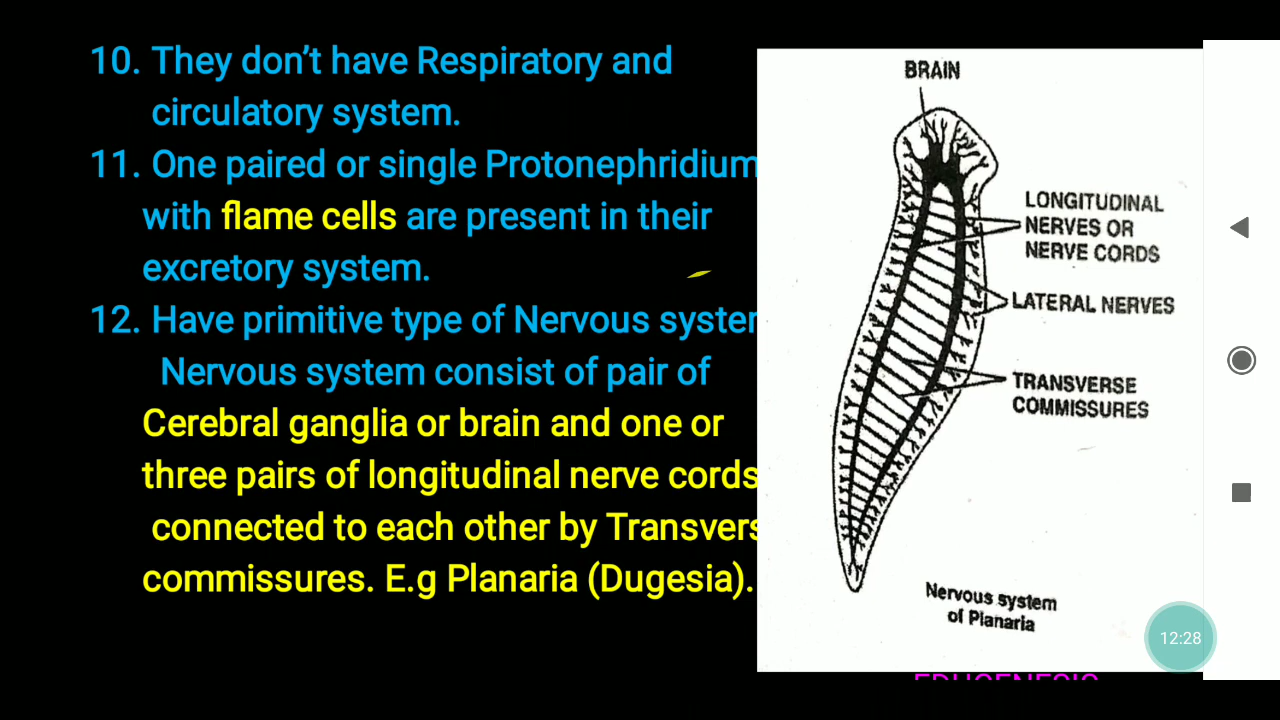 10. They don't have Respiratory and
circulatory system.
11. One paired or single Protonephridium
with flame cells are present in their
excretory system.
12. Have primitive type of Nervous syster
Nervous system consist of pair of
Cerebral ganglia or brain and one or
three pairs of longitudinal nerve cords
connected to each other by Transvers
commissures. E.g Planaria (Dugesia).
BRAIN
LONGITUDINAL
NERVES OR
NERVE CORDS
LATERAL NERVES
TRANSVERSE
COMMISSURES
Nervous system
of Planaria
12:28